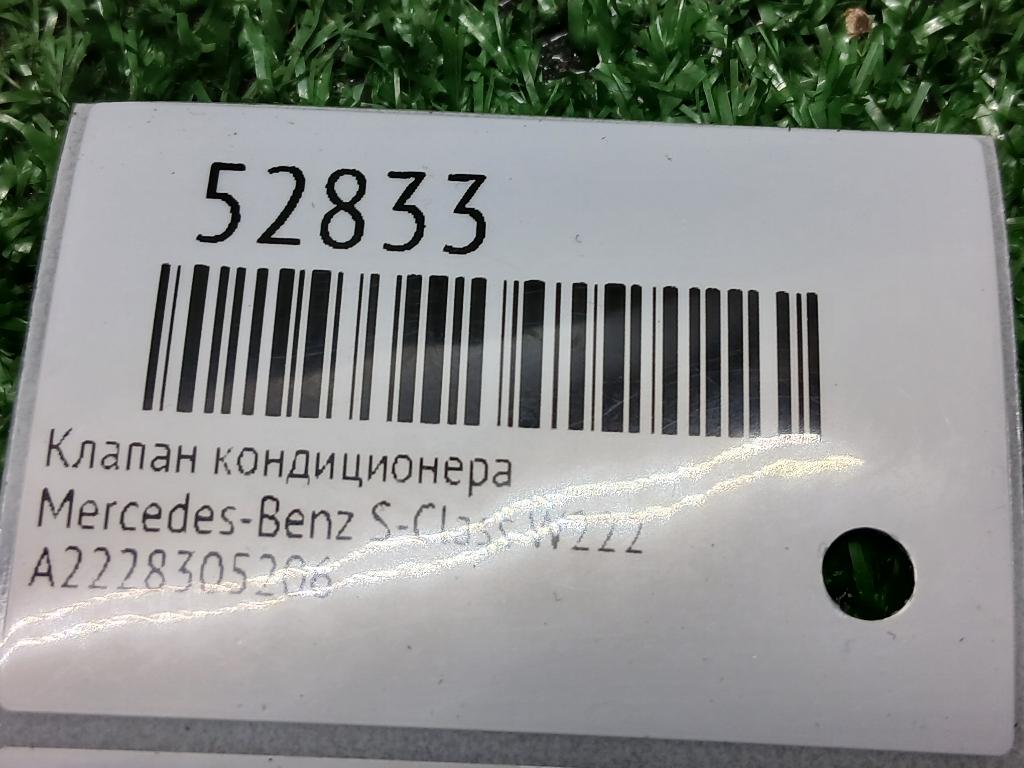 52833
Клапан кондиционера
Mercedes-Benz S-Class W222
A2228305206